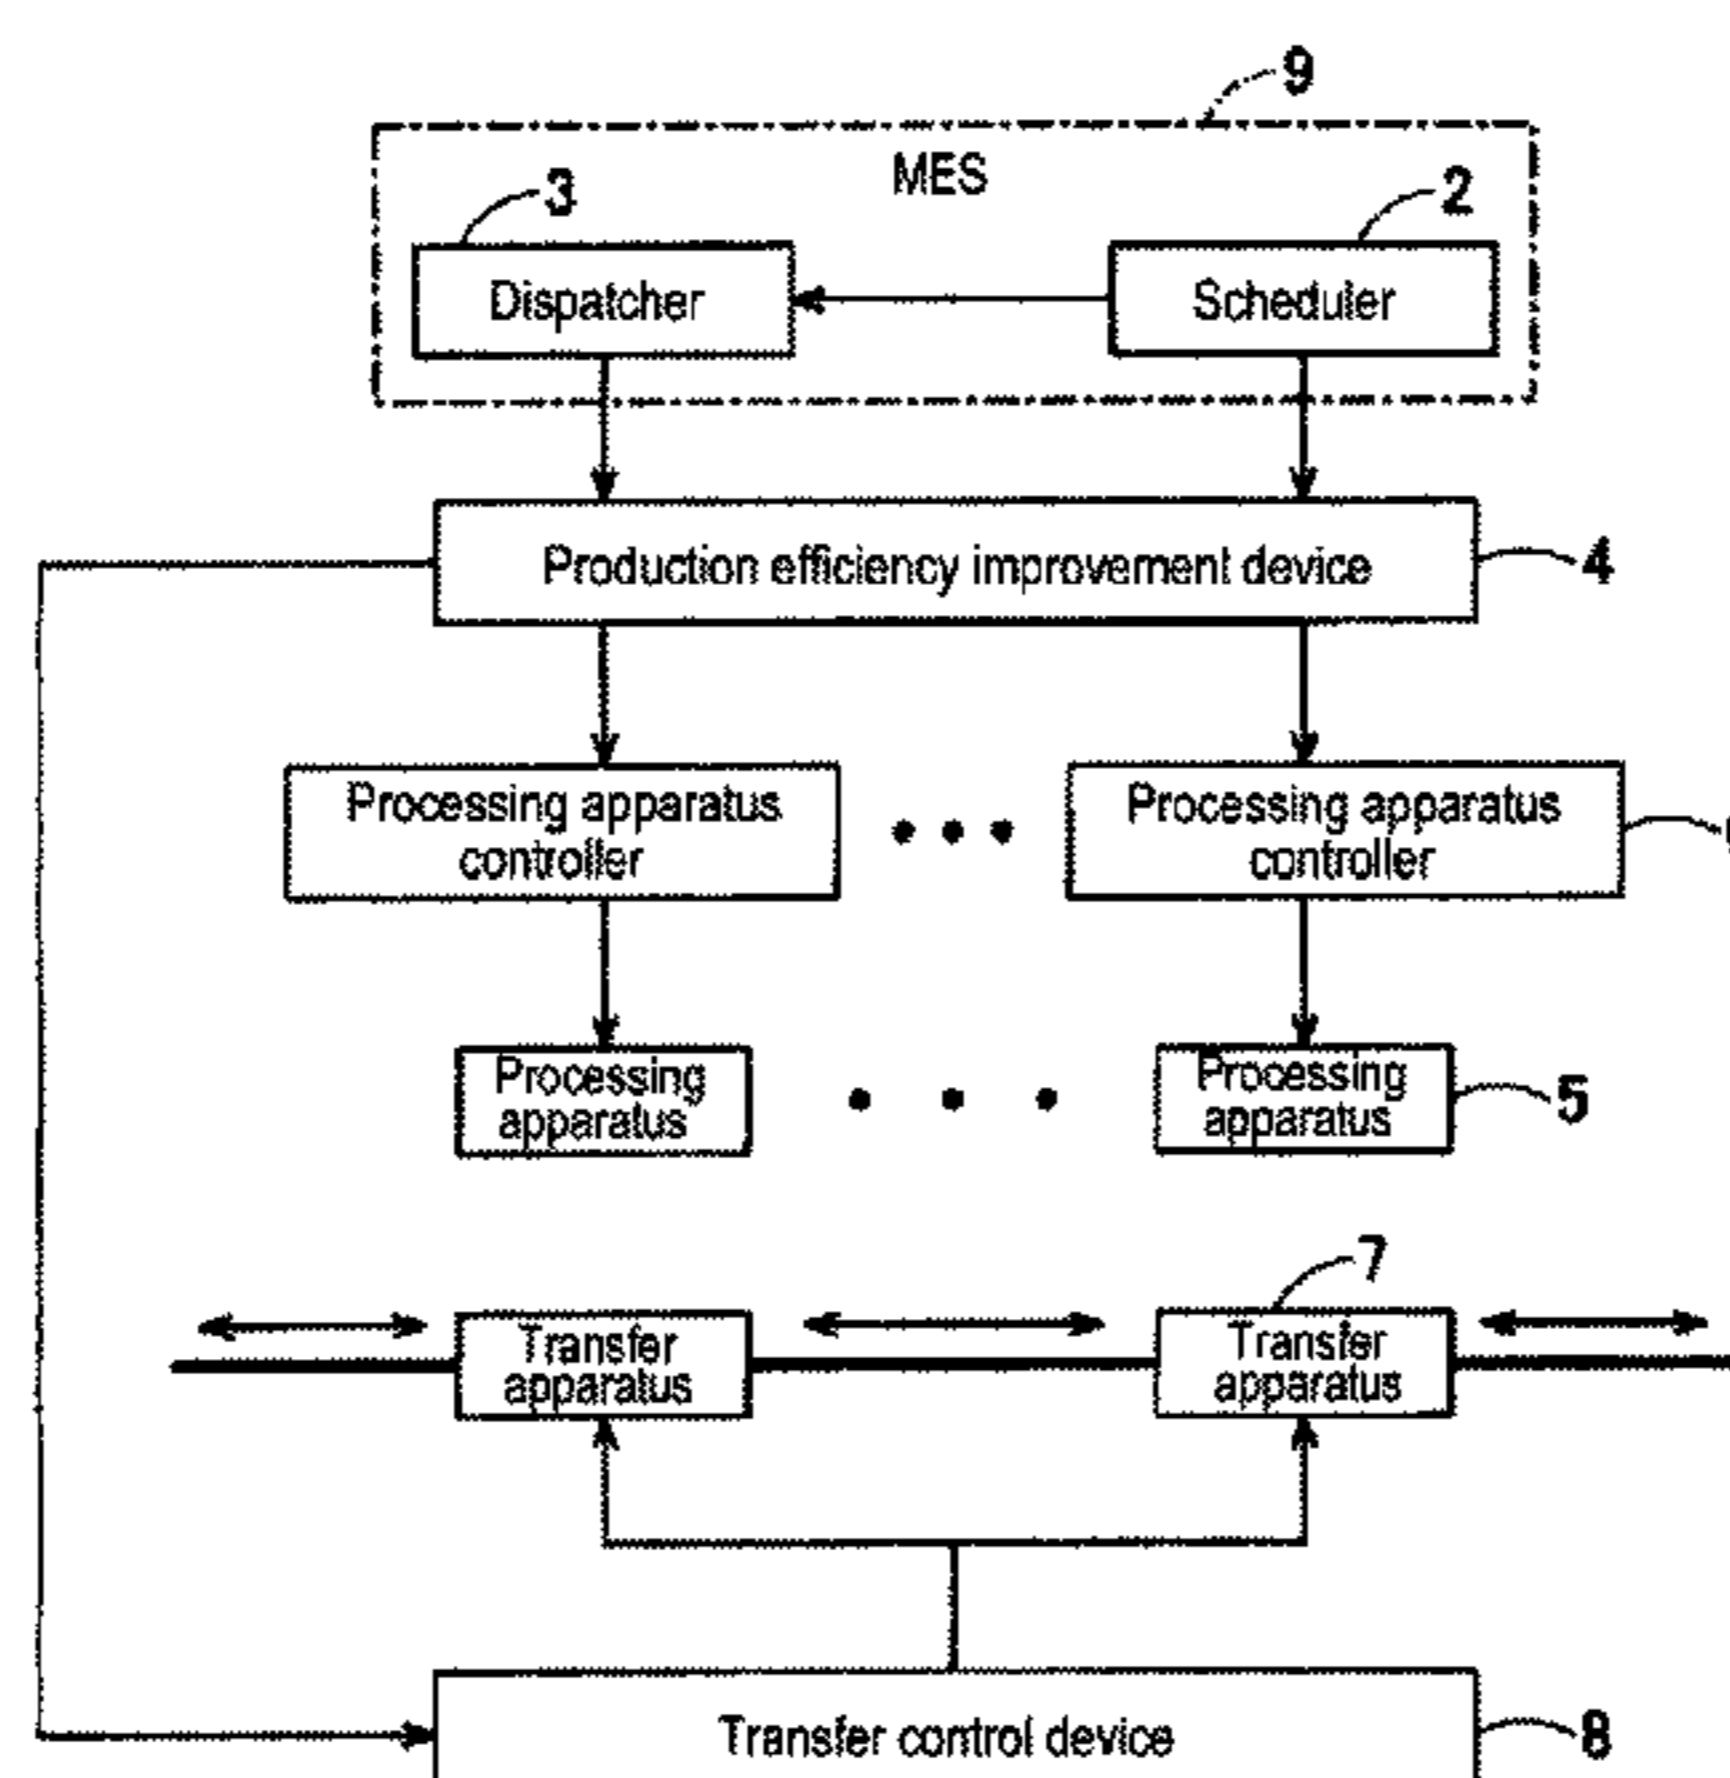 9
MES
3
2
Dispatcher
Scheduler
Production efficiency improvement device
4
Processing apparatus
controller
Processing apparatus
controller
Processing
apparatus
Processing
apparatus
5
7
Transfer
apparatus
Transfer
apparatus
Transfer control device
8